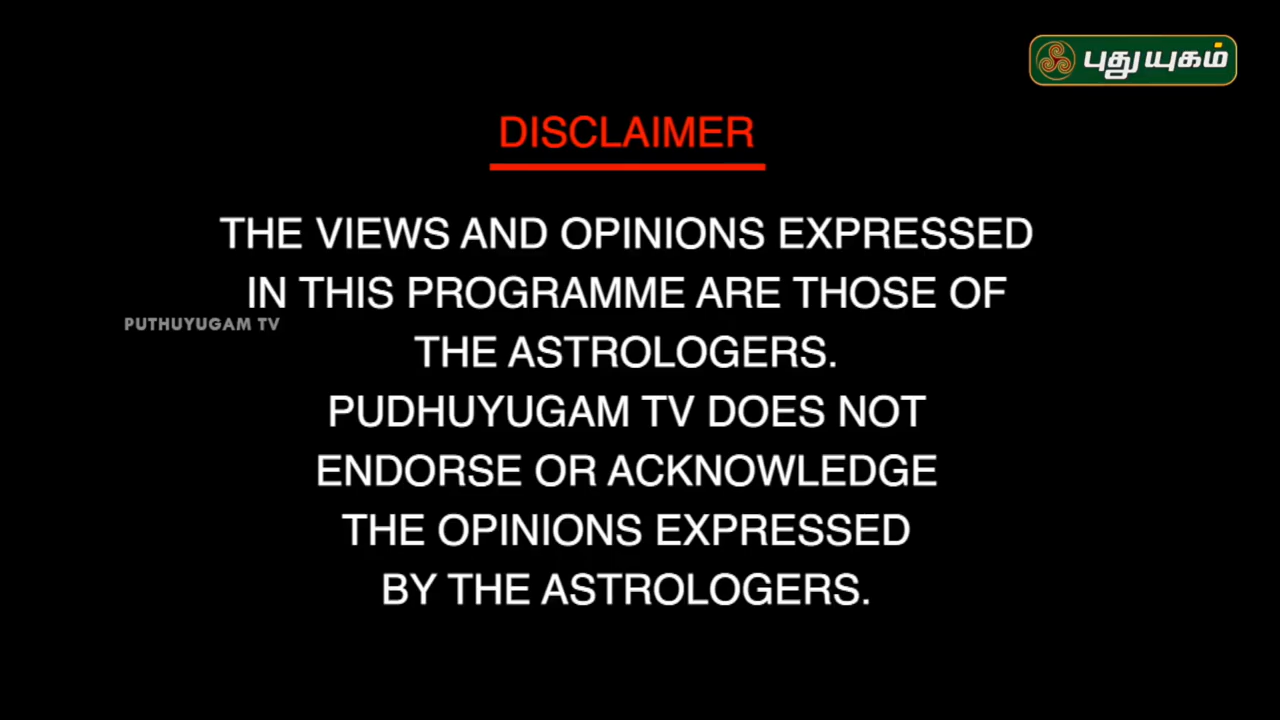 புதுயுகம்
DISCLAIMER
THE VIEWS AND OPINIONS EXPRESSED
IN THIS PROGRAMME ARE THOSE OF
PUTHUYUGAM TV
THE ASTROLOGERS.
PUDHUYUGAM TV DOES NOT
ENDORSE OR ACKNOWLEDGE
THE OPINIONS EXPRESSED
BY THE ASTROLOGERS.